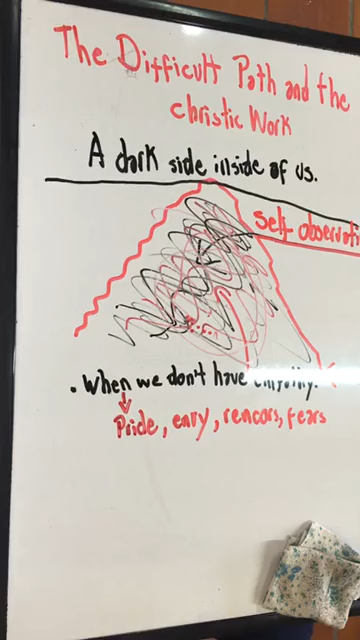 The Difficult Path and the
christic Work
A dark side inside of us.
self observati
• When we don't have empathy.
Pride, envy, rencors, fears